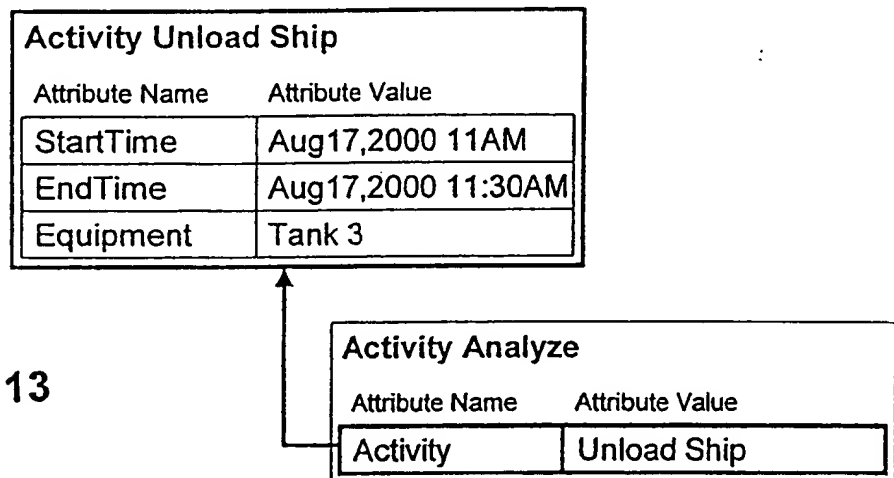 Activity Unload Ship
Attribute Name Attribute Value
StartTime Aug17,2000 11AM
EndTime Aug17,2000 11:30AM
Equipment Tank 3
13
Activity Analyze
Attribute Name Attribute Value
Activity Unload Ship